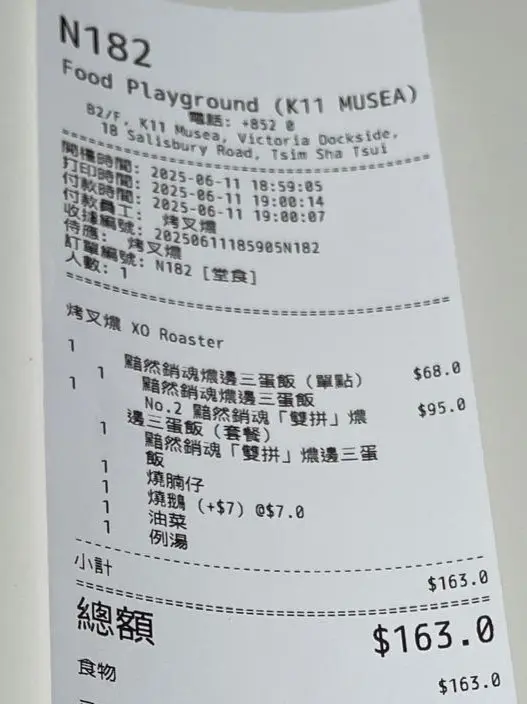 N182
Food Playground (K11 MUSEA)
電話: +852 0
B2/F, K11 Musea, Victoria Dockside,
18 Salisbury Road, Tsim Sha Tsui
開檯時間: 2025-06-11 18:59:05
打印時間: 2025-06-11 19:00:14
付款時間: 2025-06-11 19:00:07
付款員工: 烤叉燶
收據編號: 20250611185905N182
侍應: 烤叉燶
訂單編號: N182 [堂食]
人數: 1
烤叉燶 XO Roaster
1 黯然銷魂燶邊三蛋飯 (單點) $68.0
1 黯然銷魂燶邊三蛋飯
1 No.2 黯然銷魂「雙拼」燶 $95.0
邊三蛋飯 (套餐)
1 黯然銷魂「雙拼」燶邊三蛋
飯
1 燒腩仔
1 燒鵝 (+$7) @$7.0
1 油菜
1 例湯
小計 $163.0
總額 $163.0
食物 $163.0